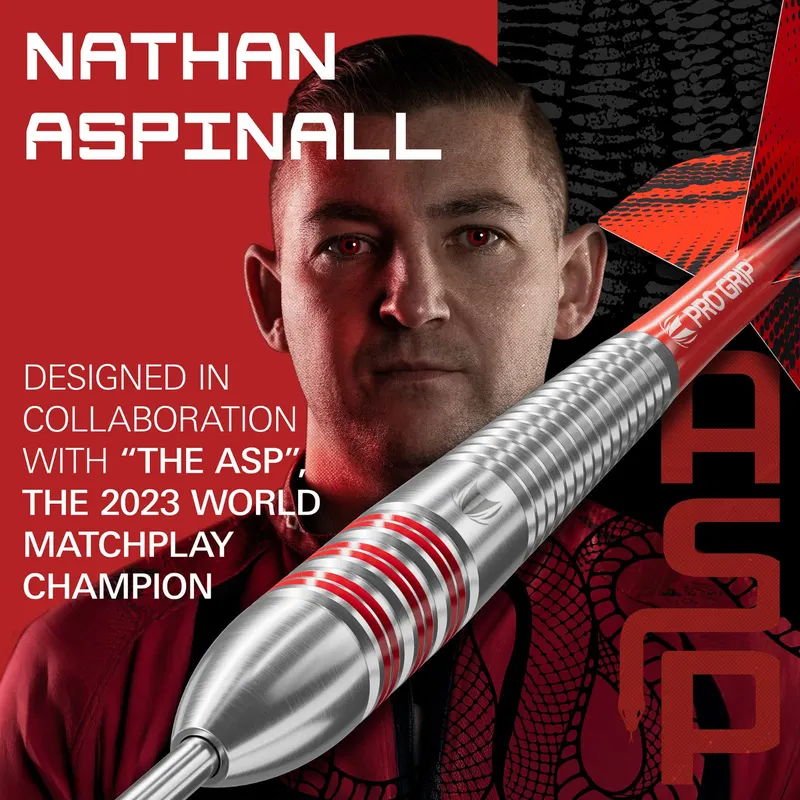 NATHAN
ASPINALL
DESIGNED IN
COLLABORATION
WITH “THE ASP”,
THE 2023 WORLD
MATCHPLAY
CHAMPION
PRO GRIP
ASP